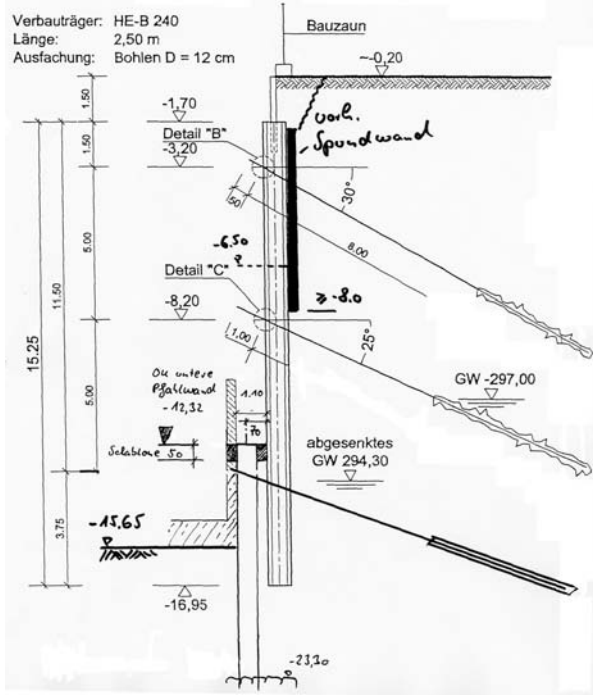 Verbauträger: HE-B 240
Länge: 2,50 m
Ausfachung: Bohlen D = 12 cm
Bauzaun
~-0,20
1.50
-1,70
1.50
Detail "B"
-3,20
vorh.
Spundwand
30°
50
8.00
5.00
-6.50
?
11.50
15.25
Detail "C"
-8,20
≥ -8.0
25°
1.00
5.00
OK untere
Pfahlwand
-12,32
1.10
70
GW -297,00
abgesenktes
GW 294,30
Schablone 50
3.75
-15.65
-16,95
-23,30